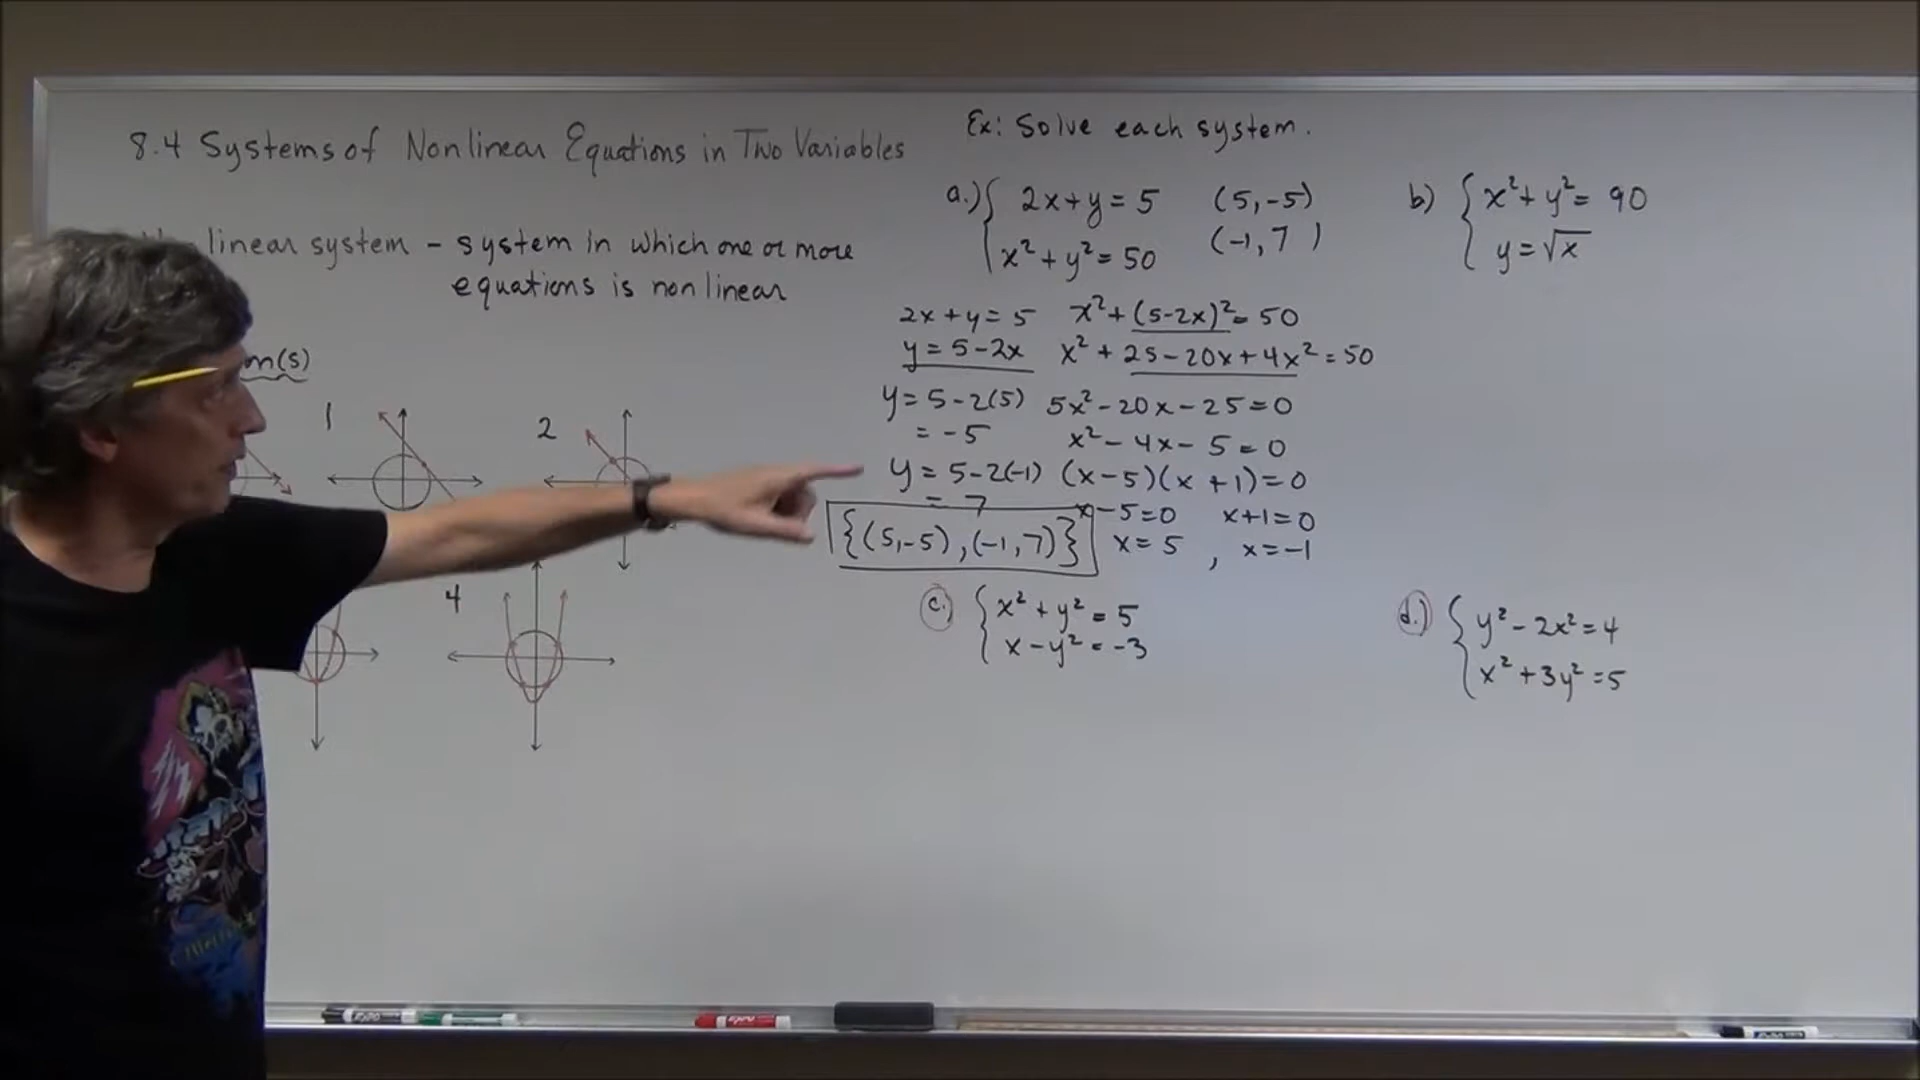 8.4 Systems of Nonlinear Equations in Two Variables
linear system - system in which one or more
equations is nonlinear
m(s)
1
2
4
Ex: Solve each system.
a.) { 2x+y=5 (5,-5)
x²+y²=50 (-1,7)
2x+y=5 x²+(5-2x)²=50
y=5-2x x²+25-20x+4x²=50
y=5-2(5) 5x²-20x-25=0
=-5 x²-4x-5=0
y=5-2(-1) (x-5)(x+1)=0
=7
x-5=0 x+1=0
{(5,-5),(-1,7)} x=5, x=-1
b) { x²+y²=90
y=√x
c.) { x²+y²=5
x-y²=-3
d.) { y²-2x²=4
x²+3y²=5